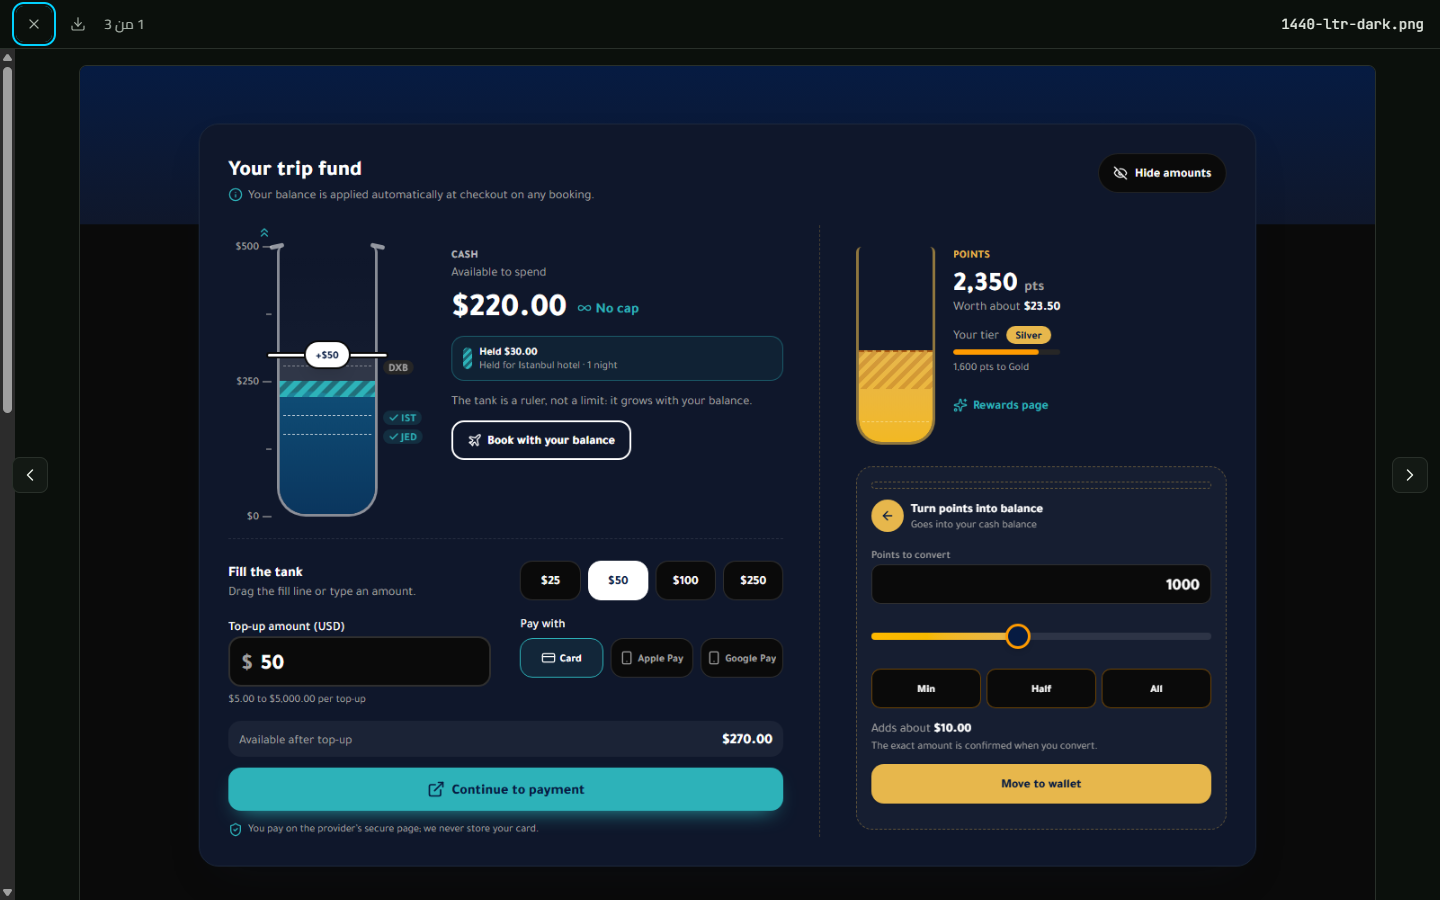 1 من 3
1440-ltr-dark.png
Your trip fund
Your balance is applied automatically at checkout on any booking.
Hide amounts
$500
+$50
DXB
$250
IST
JED
$0
CASH
Available to spend
$220.00
No cap
Held $30.00
Held for Istanbul hotel · 1 night
The tank is a ruler, not a limit: it grows with your balance.
Book with your balance
POINTS
2,350 pts
Worth about $23.50
Your tier Silver
1,600 pts to Gold
Rewards page
Fill the tank
Drag the fill line or type an amount.
$25
$50
$100
$250
Top-up amount (USD)
$ 50
$5.00 to $5,000.00 per top-up
Pay with
Card
Apple Pay
Google Pay
Available after top-up
$270.00
Continue to payment
You pay on the provider's secure page; we never store your card.
Turn points into balance
Goes into your cash balance
Points to convert
1000
Min
Half
All
Adds about $10.00
The exact amount is confirmed when you convert.
Move to wallet